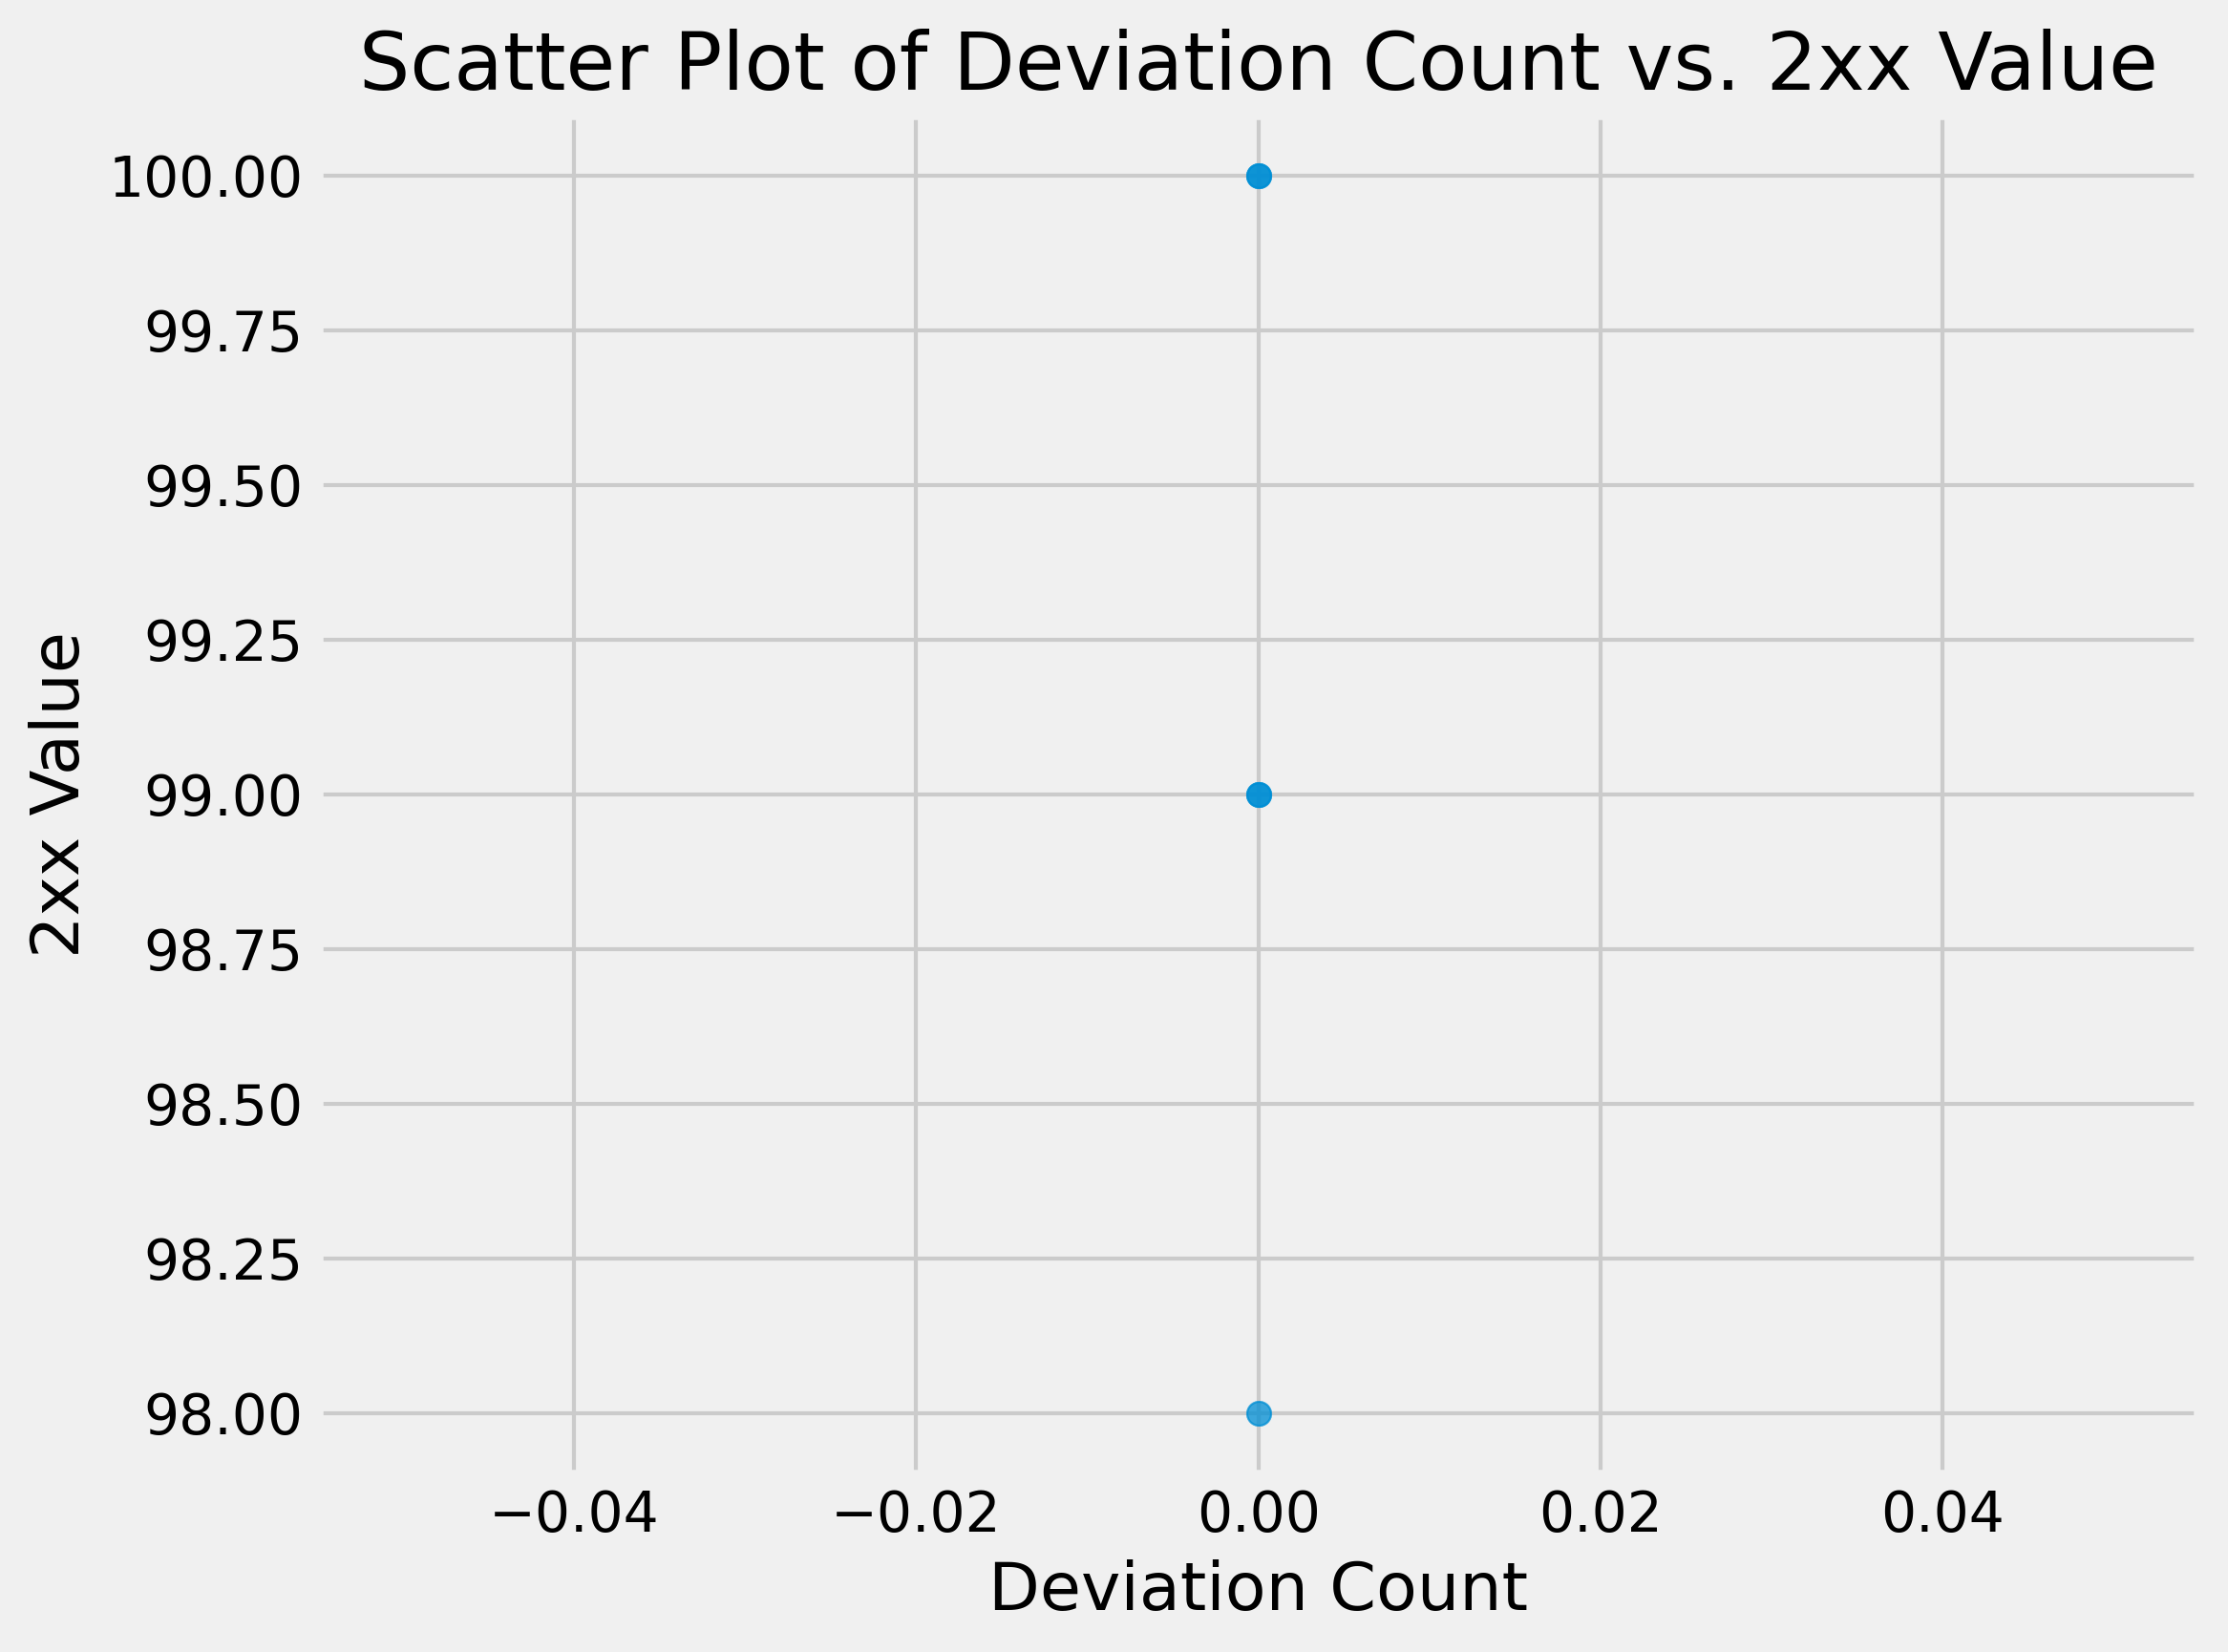 Scatter Plot of Deviation Count vs. 2xx Value
100.00
99.75
99.50
99.25
99.00
98.75
98.50
98.25
98.00
2xx Value
−0.04 −0.02 0.00 0.02 0.04
Deviation Count